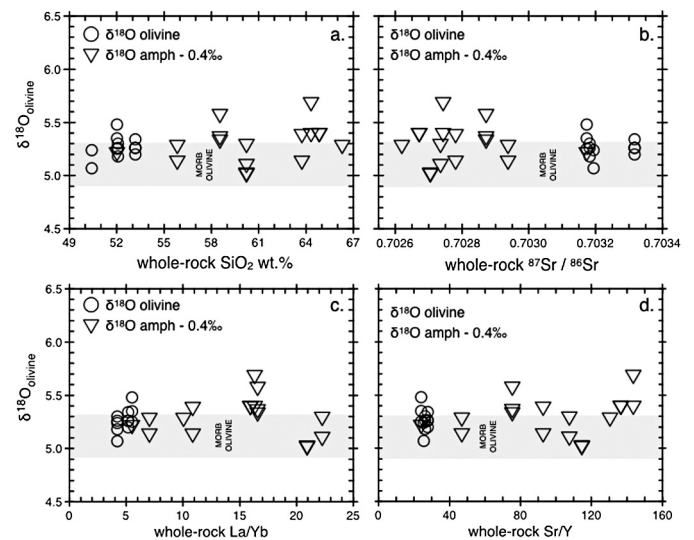 6.5
6.0
5.5
5.0
4.5
δ¹⁸Oolivine
a.
δ¹⁸O olivine
δ¹⁸O amph - 0.4‰
MORB
OLIVINE
49 52 55 58 61 64 67
whole-rock SiO₂ wt.%
b.
δ¹⁸O olivine
δ¹⁸O amph - 0.4‰
MORB
OLIVINE
0.7026 0.7028 0.7030 0.7032 0.7034
whole-rock ⁸⁷Sr / ⁸⁶Sr
6.5
6.0
5.5
5.0
4.5
δ¹⁸Oolivine
c.
δ¹⁸O olivine
δ¹⁸O amph - 0.4‰
MORB
OLIVINE
0 5 10 15 20 25
whole-rock La/Yb
d.
δ¹⁸O olivine
δ¹⁸O amph - 0.4‰
MORB
OLIVINE
0 40 80 120 160
whole-rock Sr/Y